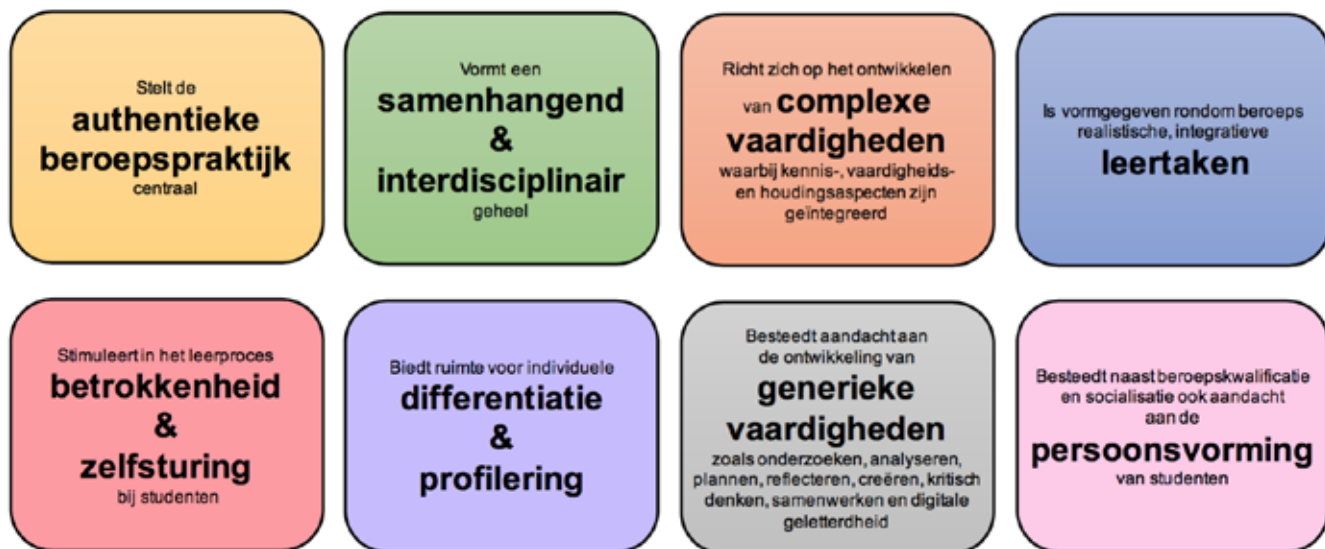 Stelt de
authentieke
beroepspraktijk
centraal
Vormt een
samenhangend
&
interdisciplinair
geheel
Richt zich op het ontwikkelen
van complexe
vaardigheden
waarbij kennis-, vaardigheids-
en houdingsaspecten zijn
geïntegreerd
Is vormgegeven rondom beroeps
realistische, integratieve
leertaken
Stimuleert in het leerproces
betrokkenheid
&
zelfsturing
bij studenten
Biedt ruimte voor individuele
differentiatie
&
profilering
Besteedt aandacht aan
de ontwikkeling van
generieke
vaardigheden
zoals onderzoeken, analyseren,
plannen, reflecteren, creëren, kritisch
denken, samenwerken en digitale
geletterdheid
Besteedt naast beroepskwalificatie
en socialisatie ook aandacht
aan de
persoonsvorming
van studenten